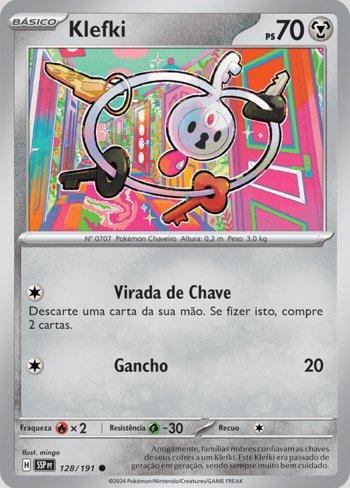 BÁSICO
Klefki
PS 70
Nº 0707 Pokémon Chaveiro Altura: 0,2 m Peso: 3,0 kg
Virada de Chave
Descarte uma carta da sua mão. Se fizer isto, compre
2 cartas.
Gancho 20
Fraqueza × 2 Resistência -30 Recuo
Ilust. mingo
H SSP PT 128/191
Antigamente, famílias nobres confiavam as chaves
de seus cofres a um Klefki. Este Klefki era passado de
geração em geração, sendo sempre muito bem cuidado.
©2024 Pokémon/Nintendo/Creatures/GAME FREAK